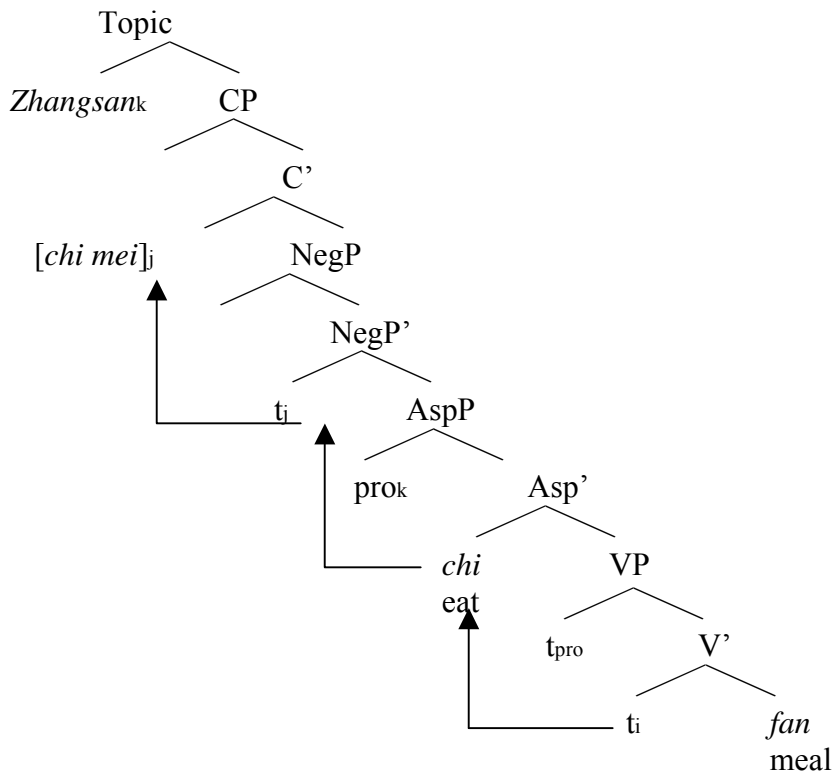 Topic
Zhangsank CP
C’
[chi mei]j NegP
NegP’
tj AspP
prok Asp’
chi VP
eat
tpro V’
ti fan
meal